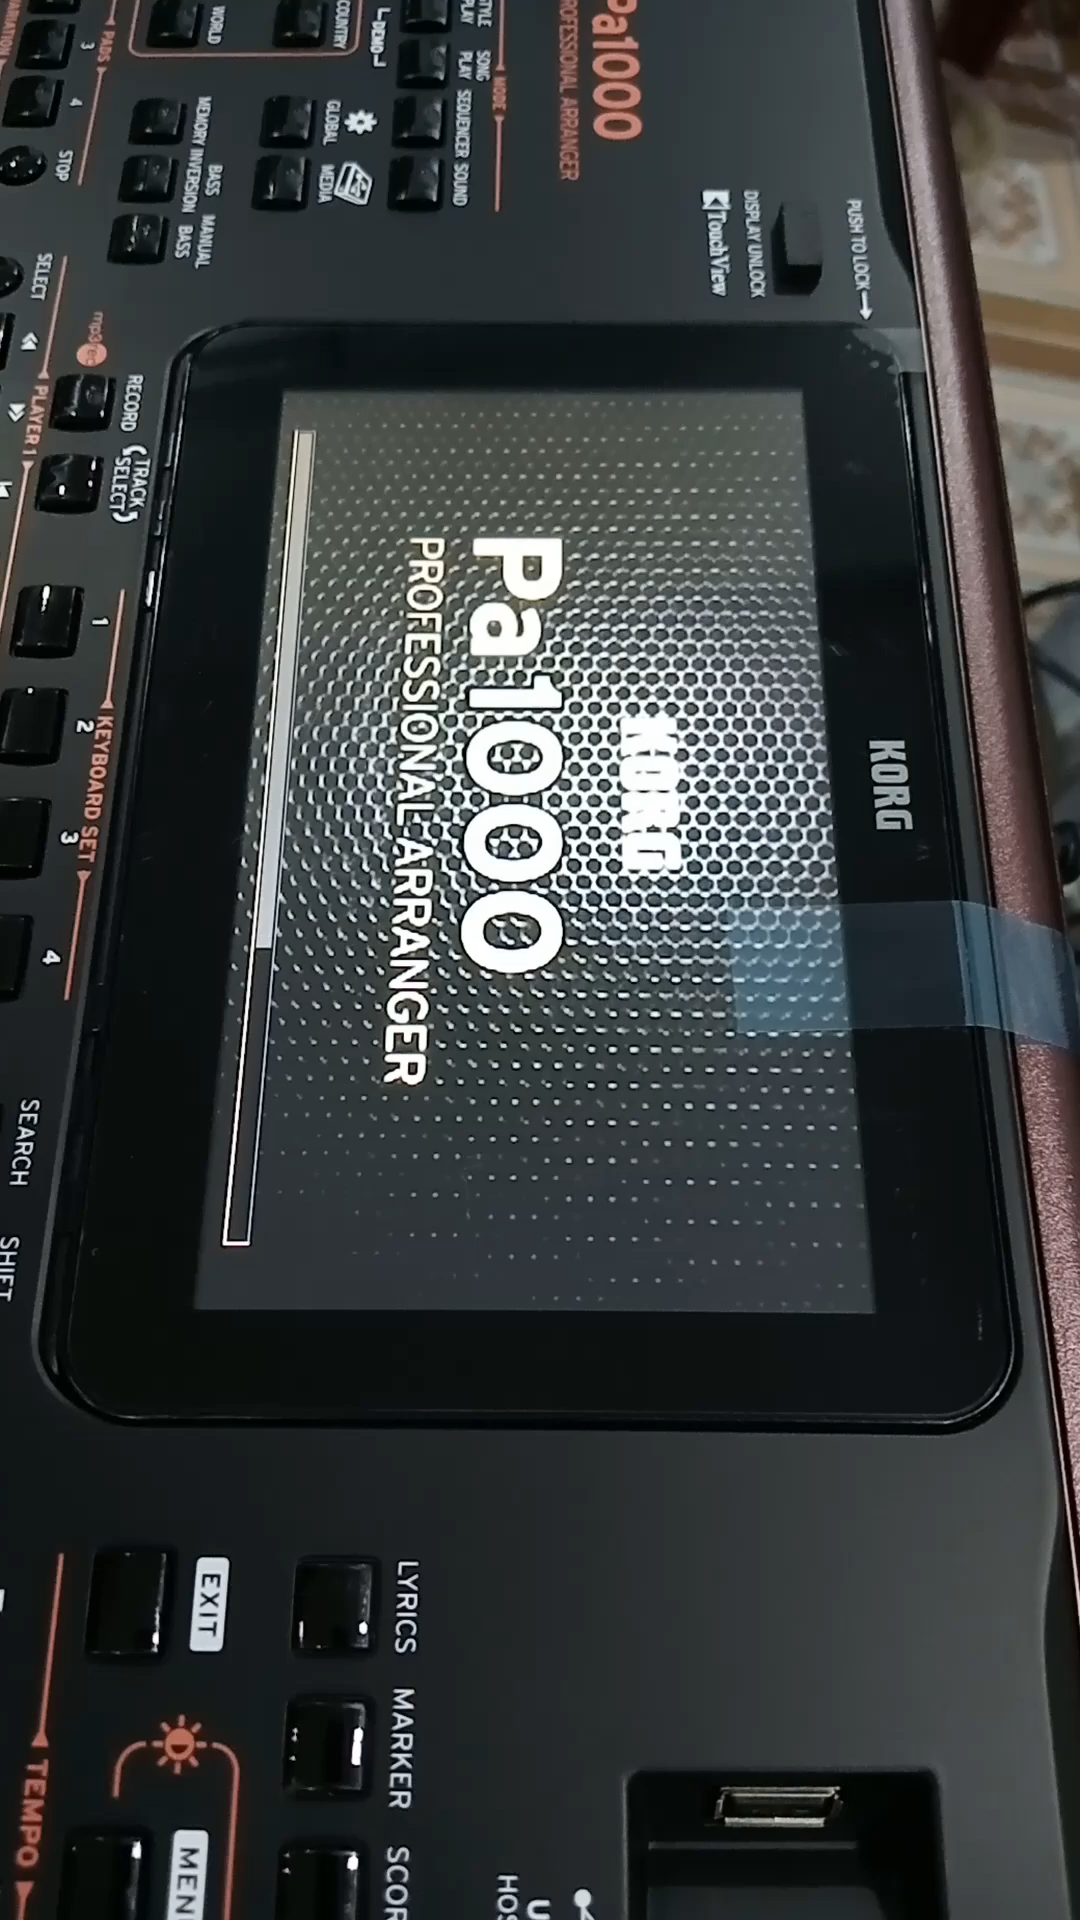 Pa1000
PROFESSIONAL ARRANGER
PUSH TO LOCK
DISPLAY UNLOCK
TouchView
MODE
STYLE PLAY
SONG PLAY
SEQUENCER
SOUND
DEMO
GLOBAL
MEDIA
COUNTRY
WORLD
PADS
3
4
STOP
MEMORY
BASS INVERSION
MANUAL BASS
SELECT
PLAYER 1
RECORD
TRACK SELECT
KEYBOARD SET
1
2
3
4
SEARCH
SHIFT
KORG
KORG
Pa1000
PROFESSIONAL ARRANGER
LYRICS
MARKER
EXIT
TEMPO